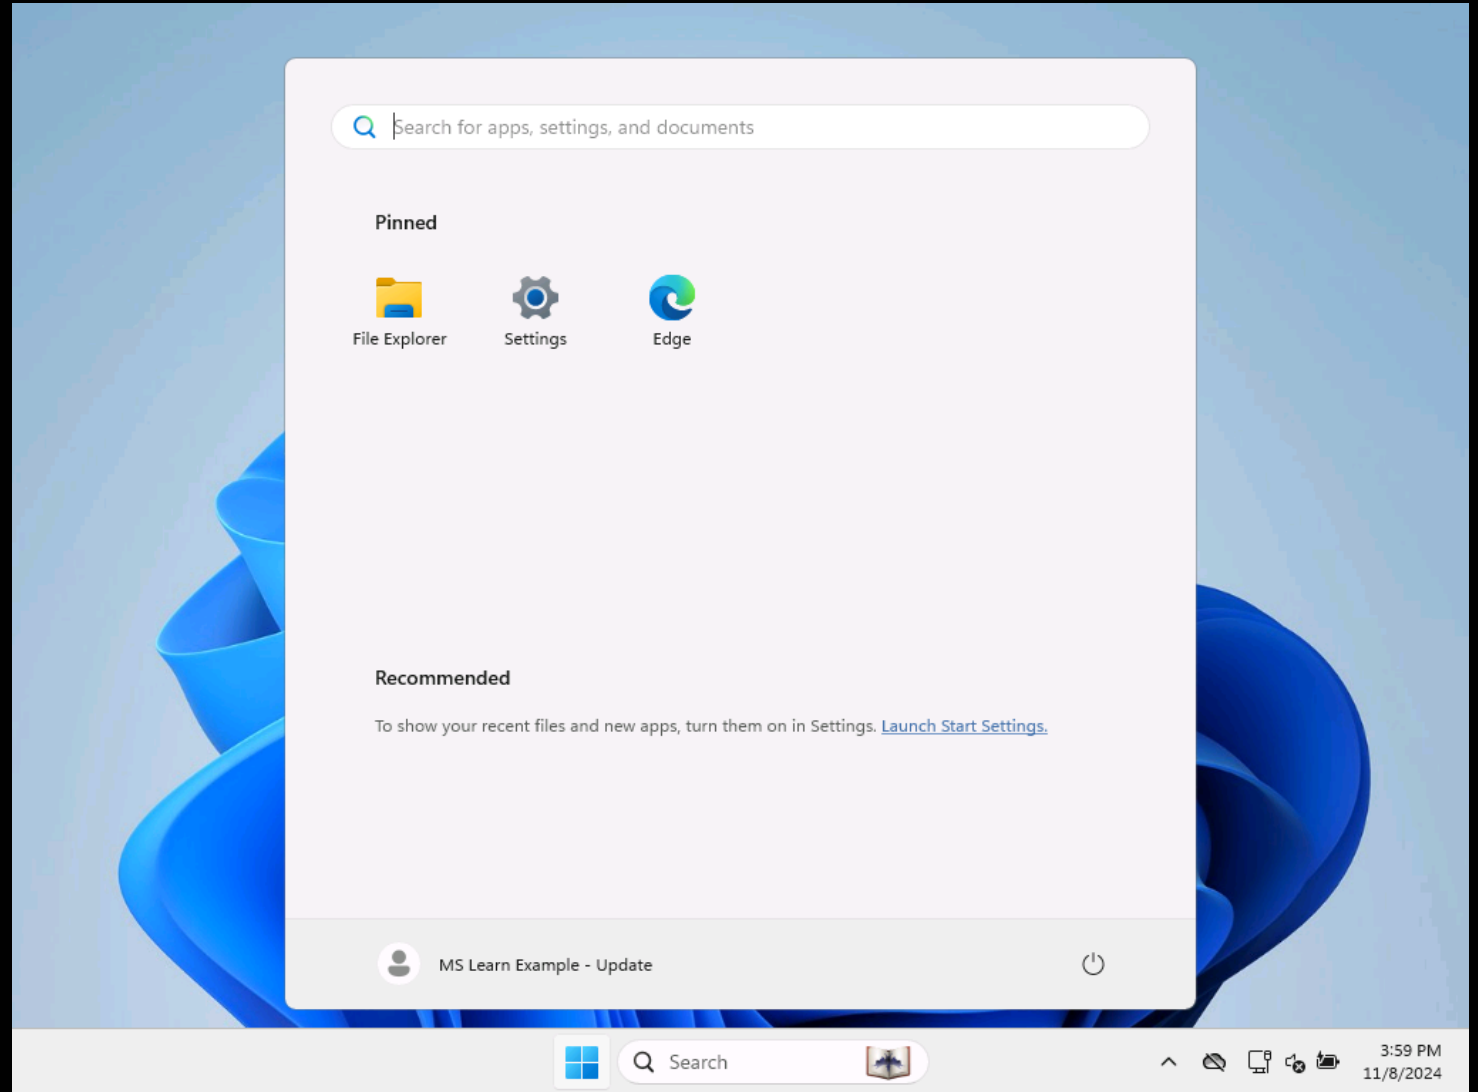 Search for apps, settings, and documents
Pinned
File Explorer
Settings
Edge
Recommended
To show your recent files and new apps, turn them on in Settings. Launch Start Settings.
MS Learn Example - Update
Search
3:59 PM
11/8/2024